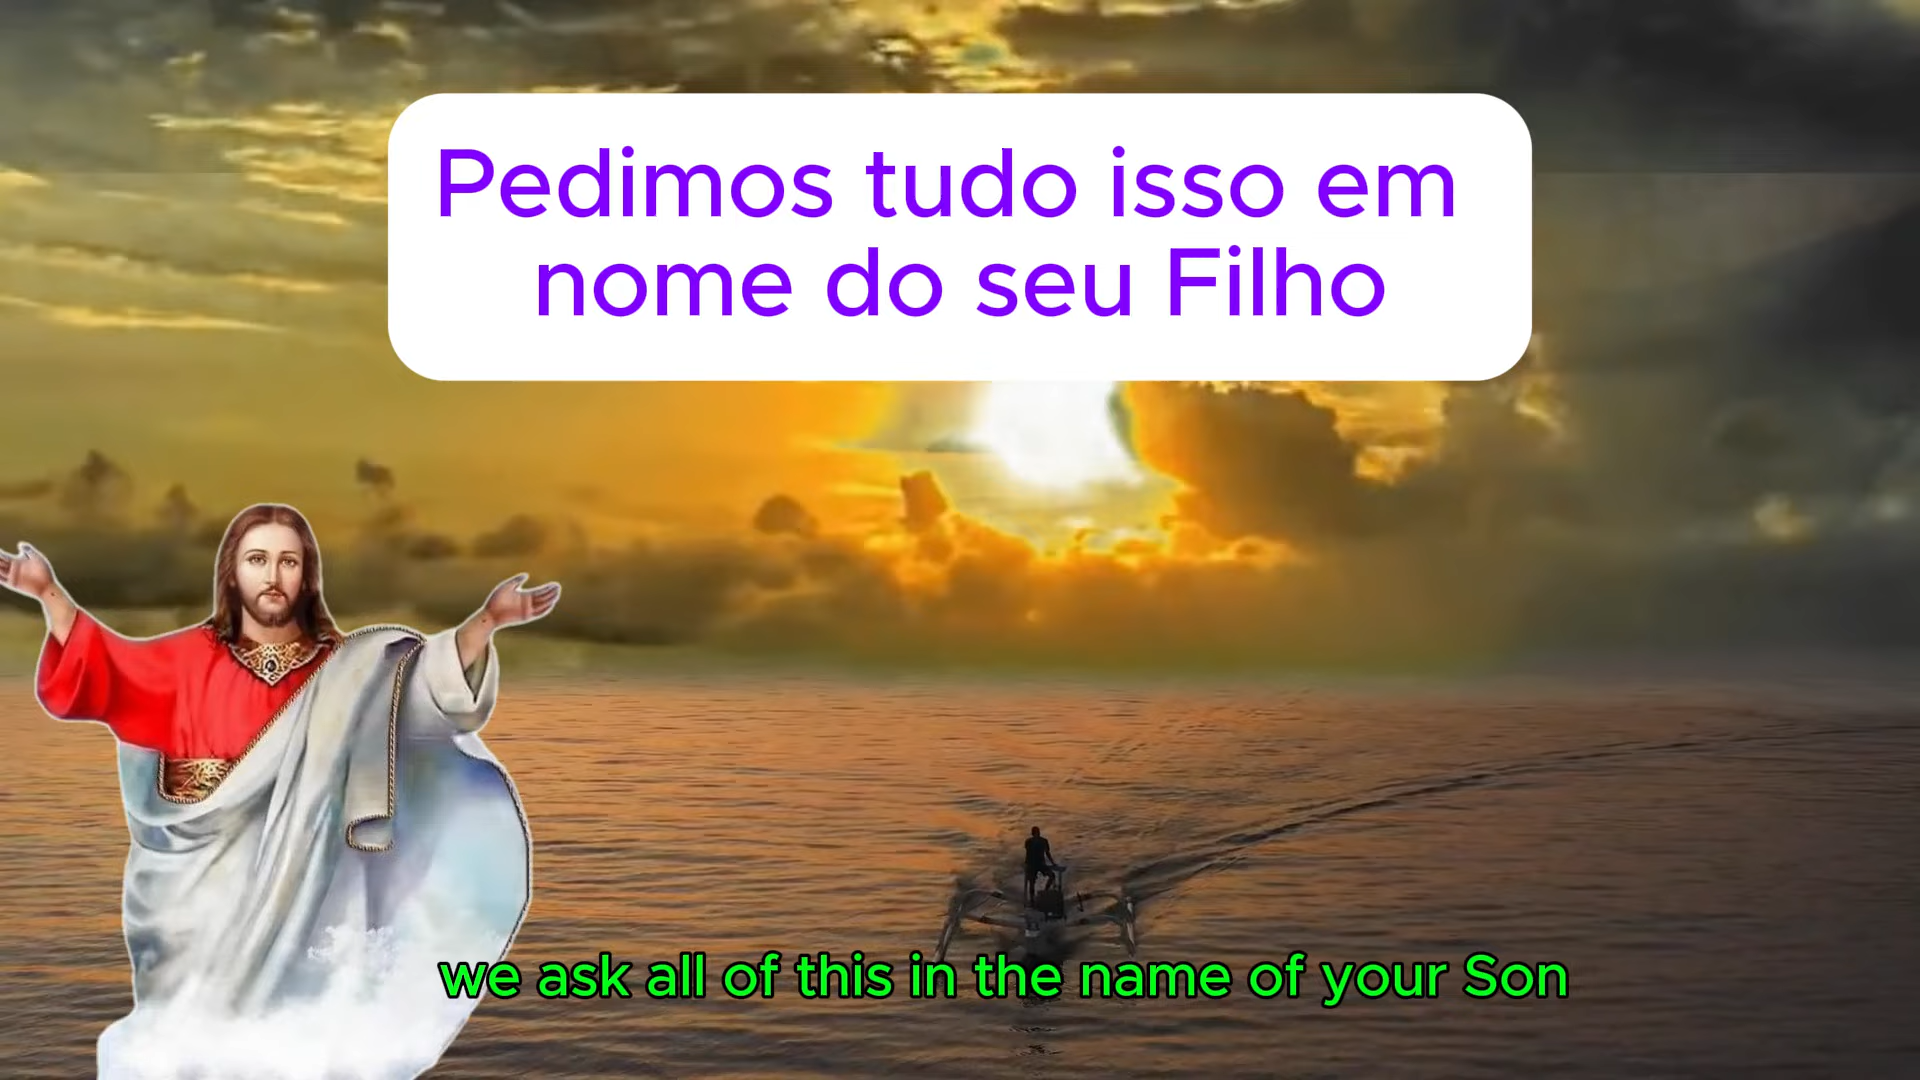 Pedimos tudo isso em
nome do seu Filho
we ask all of this in the name of your Son